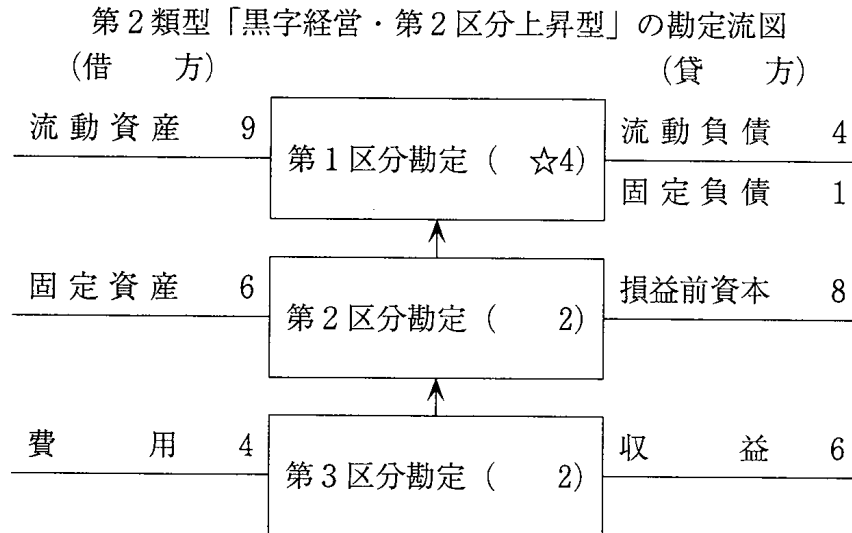 第2類型「黒字経営・第2区分上昇型」の勘定流図
(借　方)　(貸　方)
流動資産　9　第1区分勘定(　☆4)　流動負債　4
固定負債　1
固定資産　6　第2区分勘定(　2)　損益前資本　8
費　用　4　第3区分勘定(　2)　収　益　6